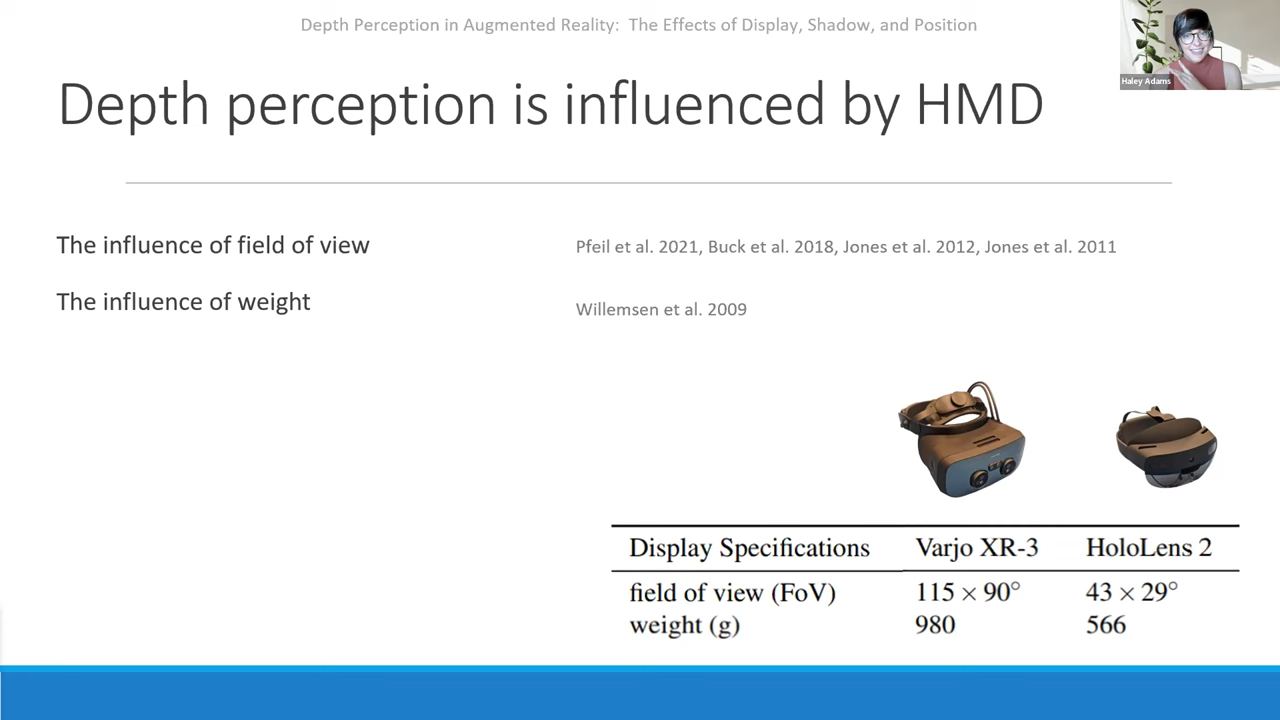 Depth Perception in Augmented Reality: The Effects of Display, Shadow, and Position
Haley Adams
Depth perception is influenced by HMD
The influence of field of view
Pfeil et al. 2021, Buck et al. 2018, Jones et al. 2012, Jones et al. 2011
The influence of weight
Willemsen et al. 2009
Display Specifications Varjo XR-3 HoloLens 2
field of view (FoV) 115 × 90° 43 × 29°
weight (g) 980 566